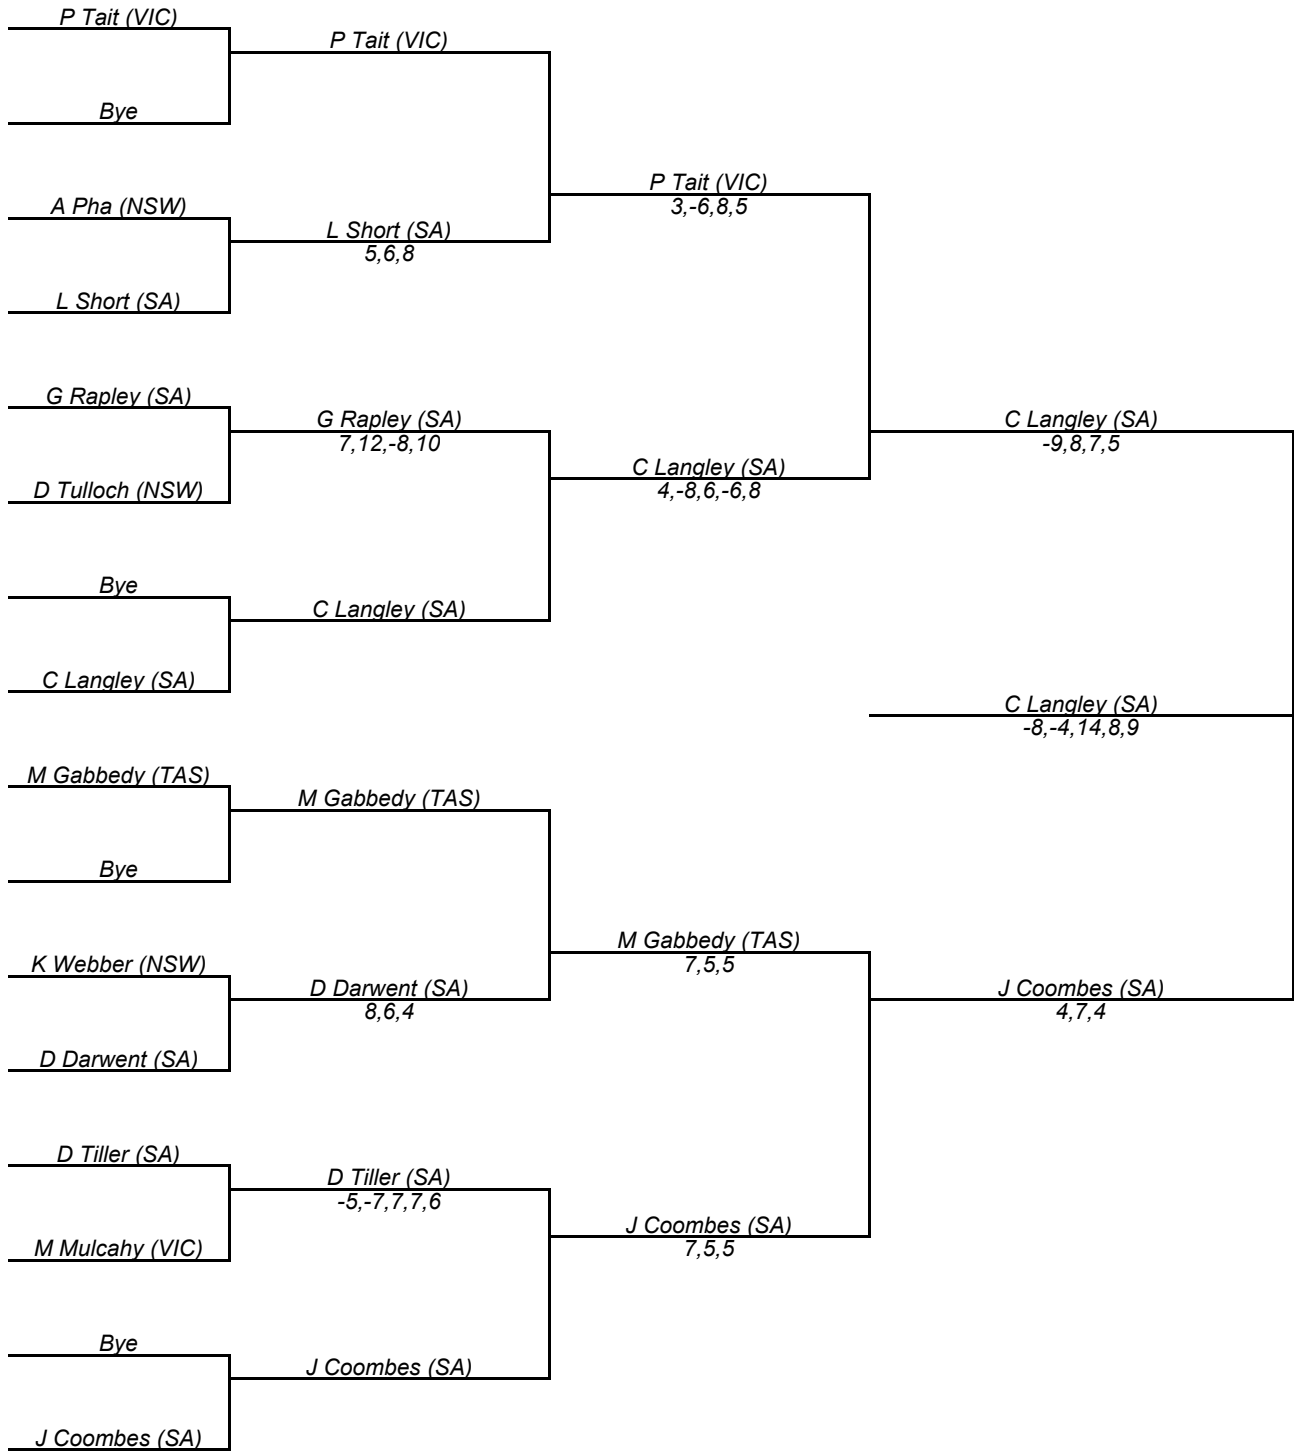 P Tait (VIC)
Bye
A Pha (NSW)
L Short (SA)
G Rapley (SA)
D Tulloch (NSW)
Bye
C Langley (SA)
M Gabbedy (TAS)
Bye
K Webber (NSW)
D Darwent (SA)
D Tiller (SA)
M Mulcahy (VIC)
Bye
J Coombes (SA)
P Tait (VIC)
L Short (SA)
5,6,8
G Rapley (SA)
7,12,-8,10
C Langley (SA)
M Gabbedy (TAS)
D Darwent (SA)
8,6,4
D Tiller (SA)
-5,-7,7,7,6
J Coombes (SA)
P Tait (VIC)
3,-6,8,5
C Langley (SA)
4,-8,6,-6,8
M Gabbedy (TAS)
7,5,5
J Coombes (SA)
7,5,5
C Langley (SA)
-9,8,7,5
C Langley (SA)
-8,-4,14,8,9
J Coombes (SA)
4,7,4